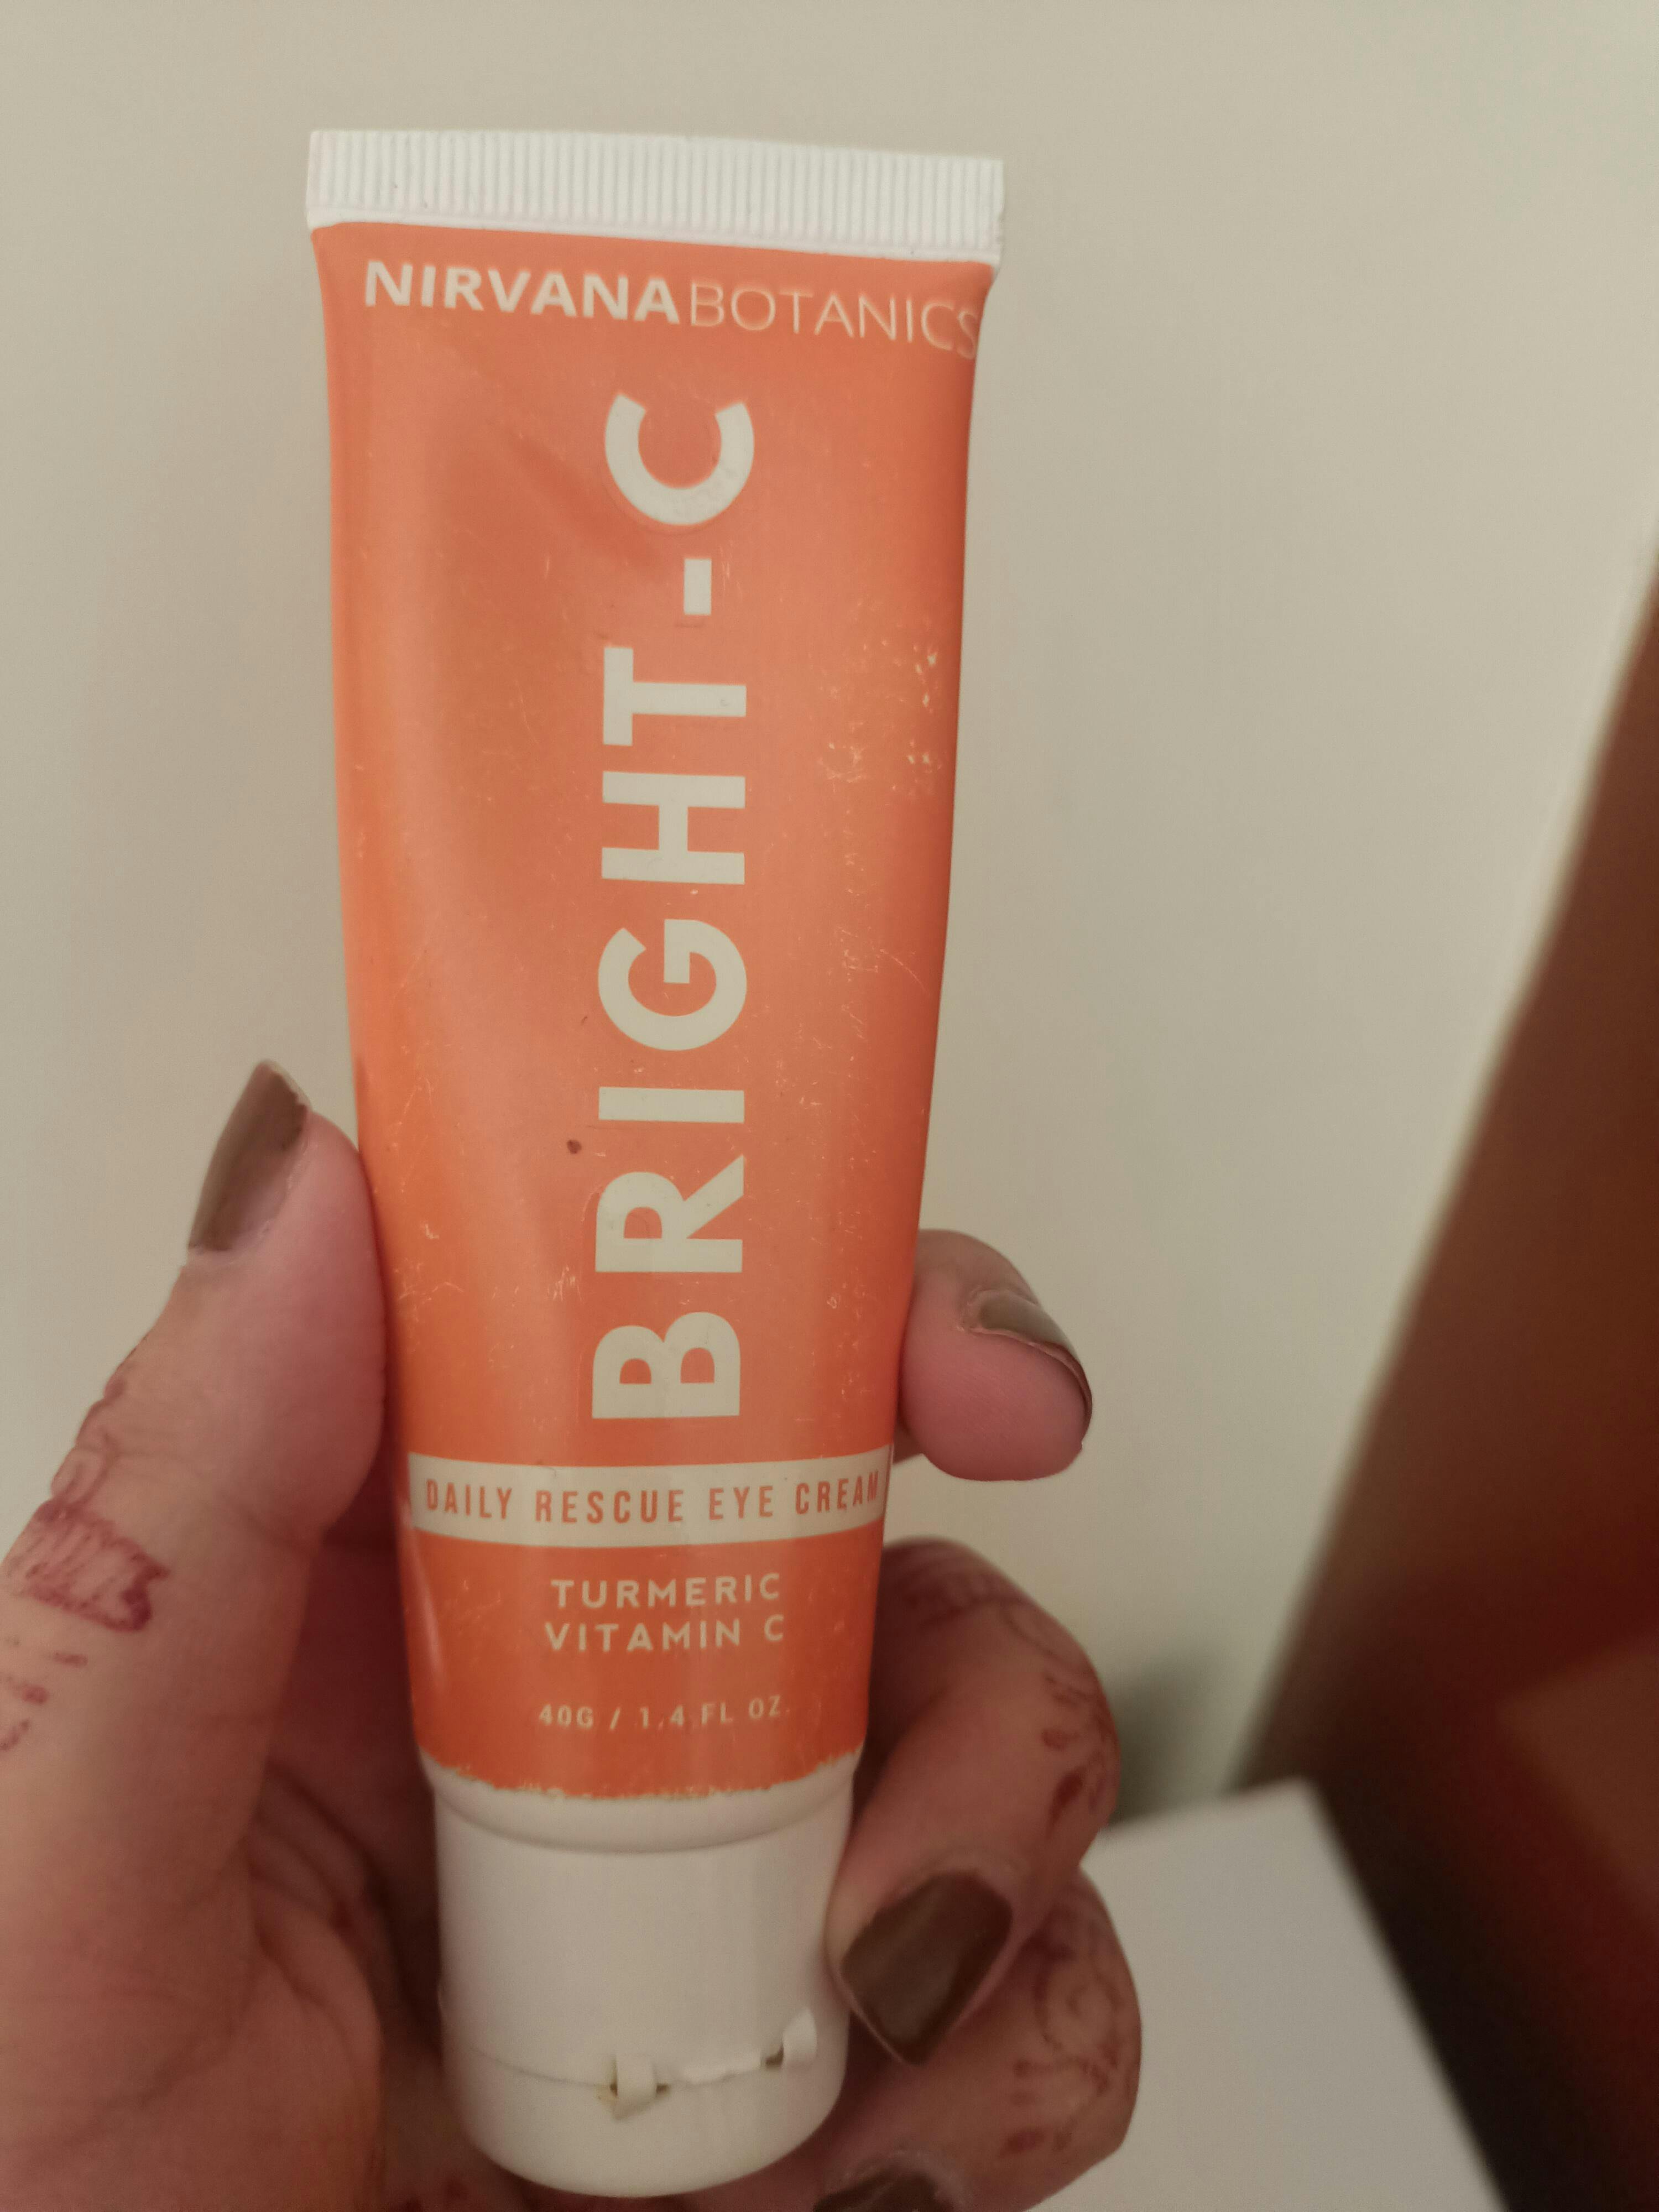 NIRVANABOTANICS
BRIGHT-C
DAILY RESCUE EYE CREAM
TURMERIC
VITAMIN C
40G / 1.4 FL OZ.